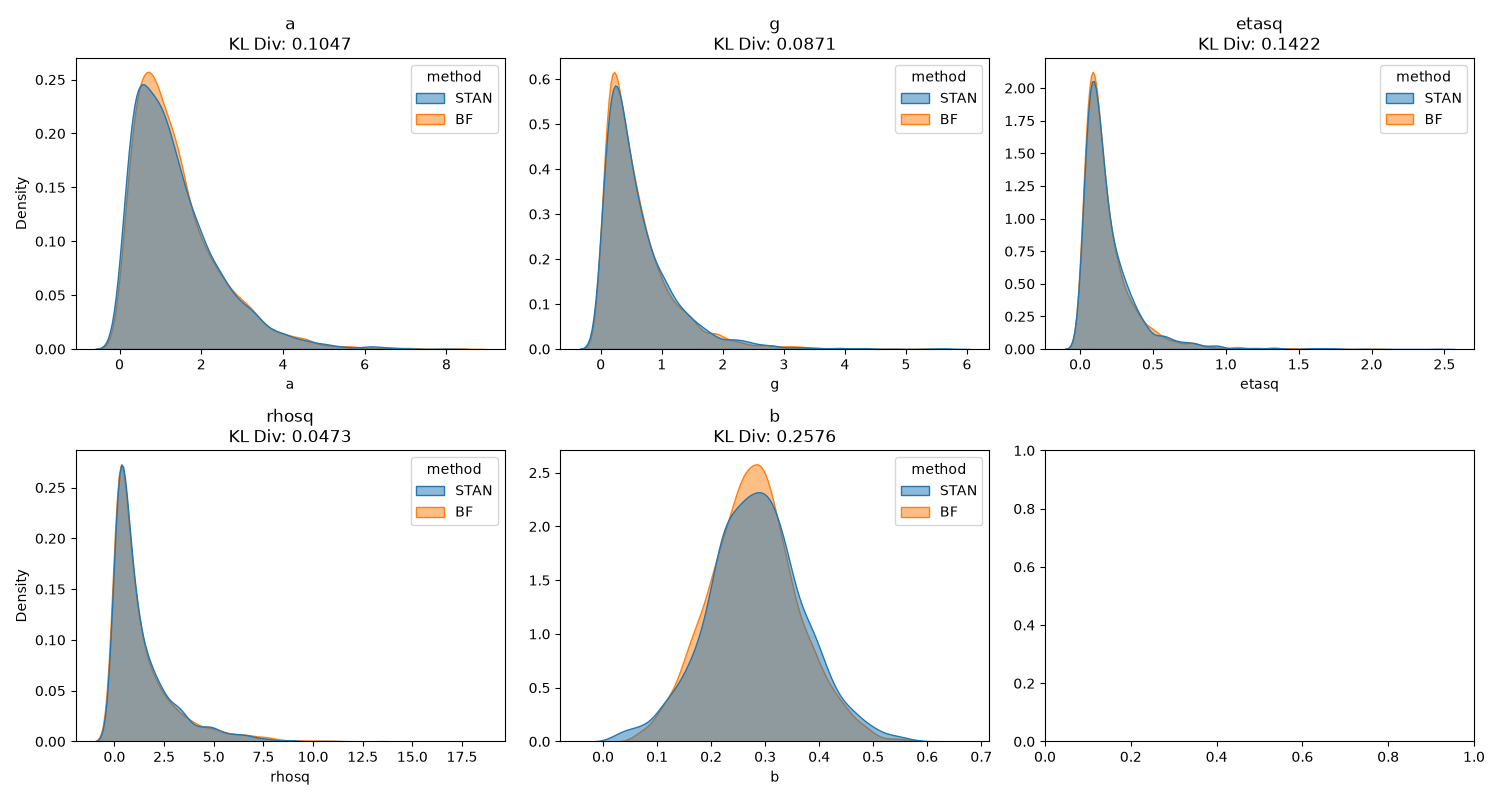 a
KL Div: 0.1047
method
STAN
BF
0.25
0.20
0.15
0.10
0.05
0.00
Density
0 2 4 6 8
a
g
KL Div: 0.0871
method
STAN
BF
0.6
0.5
0.4
0.3
0.2
0.1
0.0
0 1 2 3 4 5 6
g
etasq
KL Div: 0.1422
method
STAN
BF
2.00
1.75
1.50
1.25
1.00
0.75
0.50
0.25
0.00
0.0 0.5 1.0 1.5 2.0 2.5
etasq
rhosq
KL Div: 0.0473
method
STAN
BF
0.25
0.20
0.15
0.10
0.05
0.00
Density
0.0 2.5 5.0 7.5 10.0 12.5 15.0 17.5
rhosq
b
KL Div: 0.2576
method
STAN
BF
2.5
2.0
1.5
1.0
0.5
0.0
0.0 0.1 0.2 0.3 0.4 0.5 0.6 0.7
b
1.0
0.8
0.6
0.4
0.2
0.0
0.0 0.2 0.4 0.6 0.8 1.0